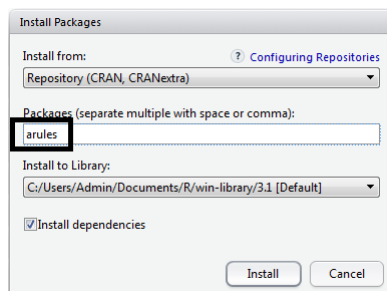 Install Packages
Install from:
? Configuring Repositories
Repository (CRAN, CRANextra)
Packages (separate multiple with space or comma):
arules
Install to Library:
C:/Users/Admin/Documents/R/win-library/3.1 [Default]
Install dependencies
Install
Cancel